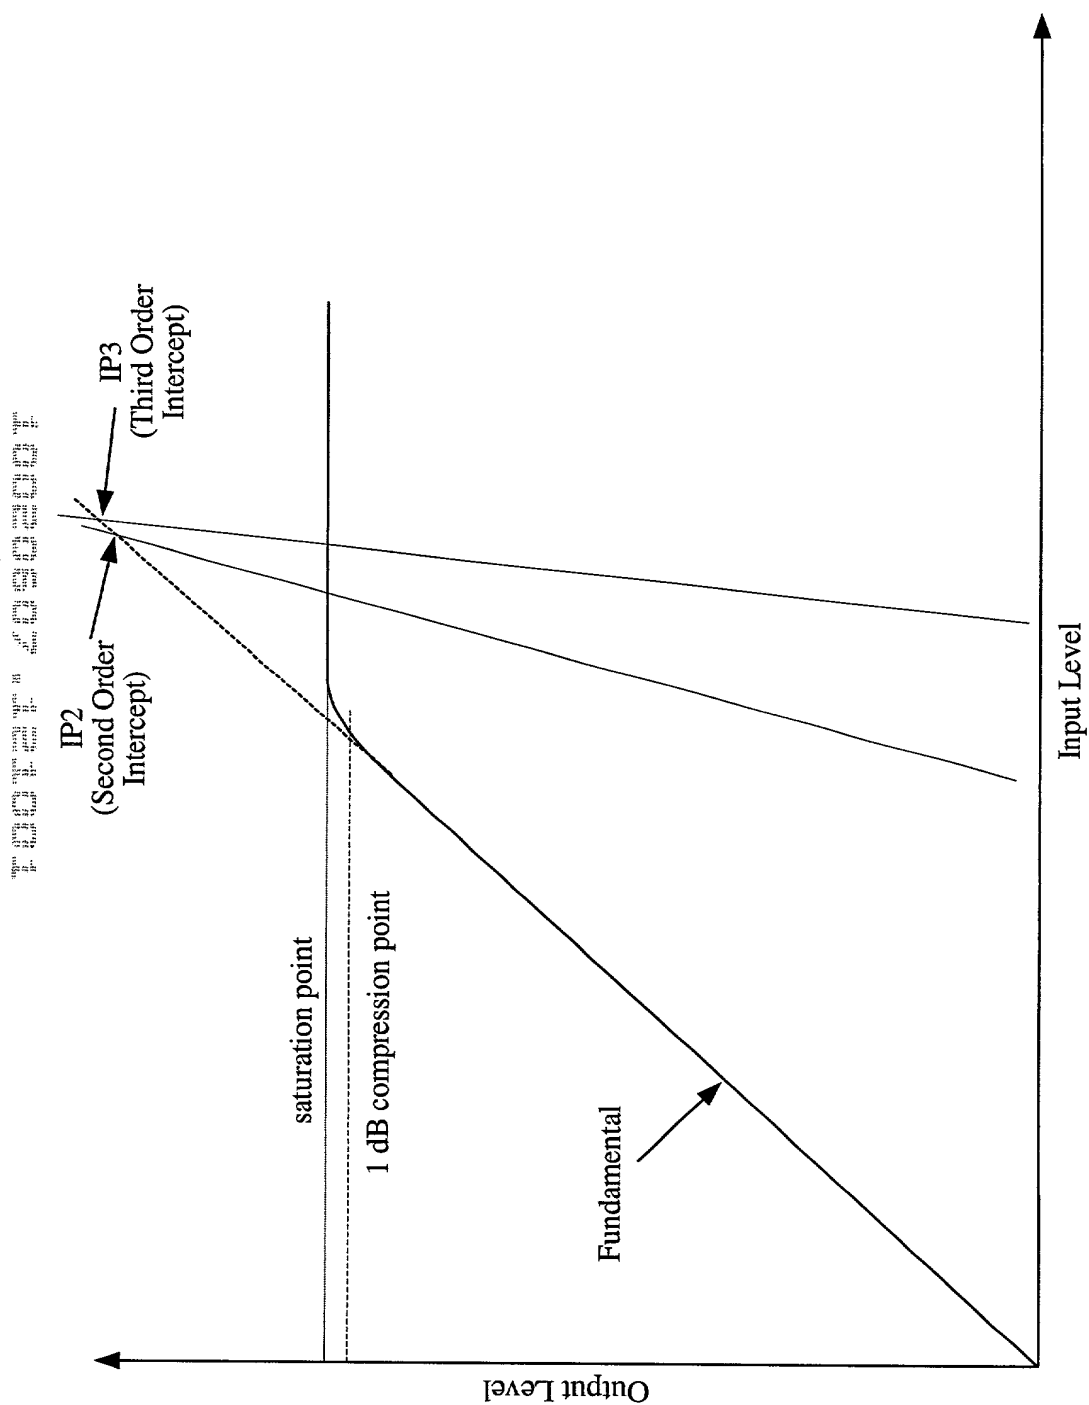 IP2
(Second Order
Intercept)
IP3
(Third Order
Intercept)
saturation point
1 dB compression point
Fundamental
Output Level
Input Level